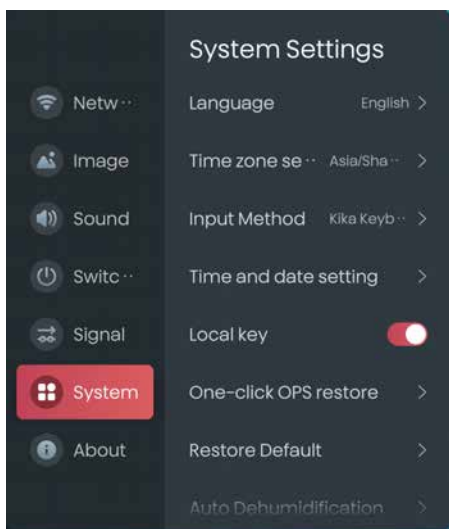 System Settings
Netw··
Image
Sound
Switc··
Signal
System
About
Language English >
Time zone se·· Asia/Sha·· >
Input Method Kika Keyb·· >
Time and date setting >
Local key
One-click OPS restore >
Restore Default >
Auto Dehumidification >